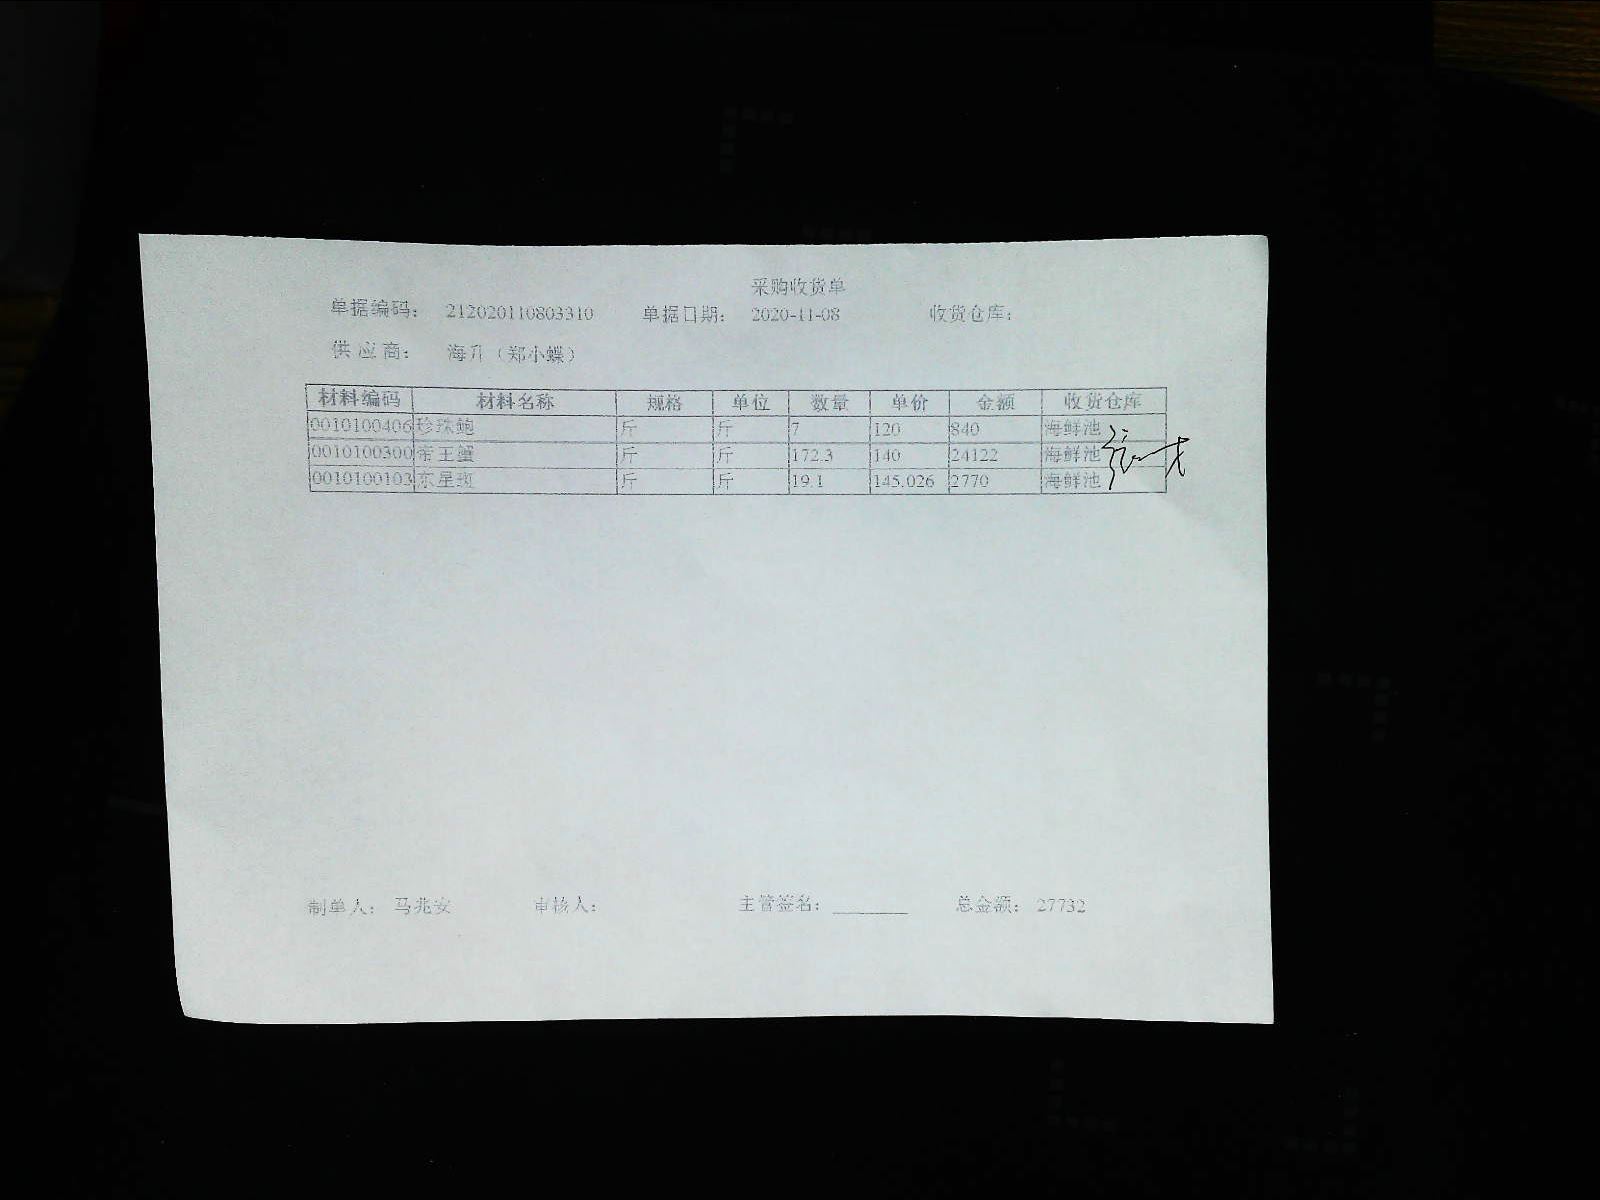 采购收货单
单据编码： 212020110803310 单据日期： 2020-11-08 收货仓库：
供应商： 海升（郑小蝶）
材料编码 材料名称 规格 单位 数量 单价 金额 收货仓库
0010100406 珍珠鲍 斤 斤 7 120 840 海鲜池
0010100300 帝王蟹 斤 斤 172.3 140 24122 海鲜池
0010100103 东星斑 斤 斤 19.1 145.026 2770 海鲜池
制单人： 马兆安 审核人： 主管签名： 总金额： 27732